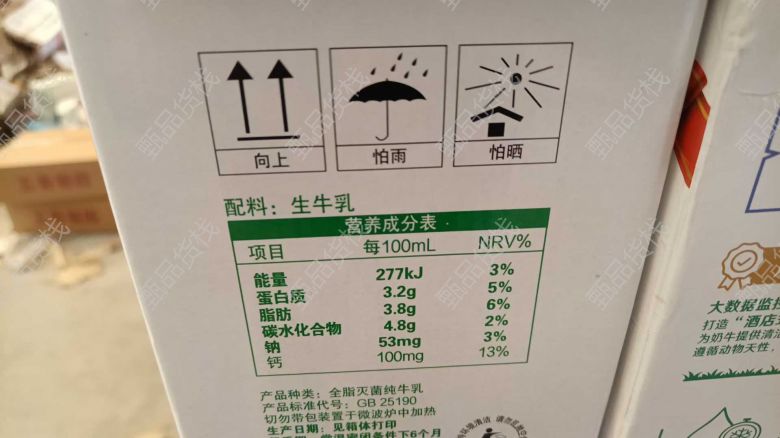 向上
怕雨
怕晒
配料：生牛乳
营养成分表
项目 每100mL NRV%
能量 277kJ 3%
蛋白质 3.2g 5%
脂肪 3.8g 6%
碳水化合物 4.8g 2%
钠 53mg 3%
钙 100mg 13%
产品种类：全脂灭菌纯牛乳
产品标准代号：GB 25190
切勿带包装置于微波炉中加热
生产日期：见箱体打印
大数据监控
打造“酒店
为奶牛提供清洁
遵循动物天性，
甄品货栈